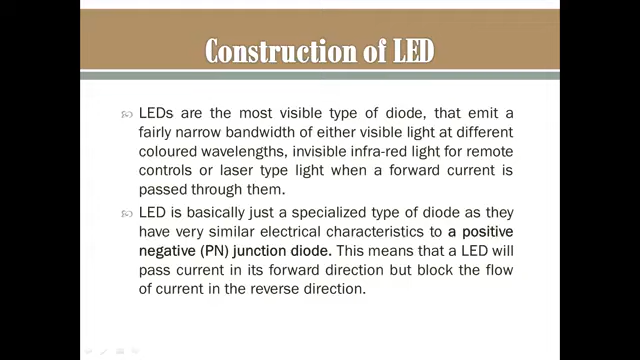 Construction of LED
LEDs are the most visible type of diode, that emit a
fairly narrow bandwidth of either visible light at different
coloured wavelengths, invisible infra-red light for remote
controls or laser type light when a forward current is
passed through them.
LED is basically just a specialized type of diode as they
have very similar electrical characteristics to a positive
negative (PN) junction diode. This means that a LED will
pass current in its forward direction but block the flow
of current in the reverse direction.